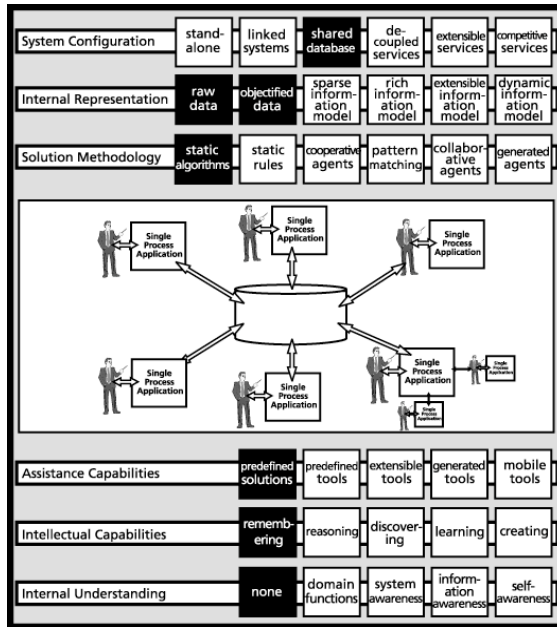 System Configuration
stand-
alone
linked
systems
shared
database
de-
coupled
services
extensible
services
competitive
services
Internal Representation
raw
data
objectified
data
sparse
inform-
ation
model
rich
inform-
ation
model
extensible
inform-
ation
model
dynamic
inform-
ation
model
Solution Methodology
static
algorithms
static
rules
cooperative
agents
pattern
matching
collabor-
ative
agents
generated
agents
Single
Process
Application
Single
Process
Application
Single
Process
Application
Single
Process
Application
Single
Process
Application
Single
Process
Application
Single
Process
Application
Single
Process
Application
Assistance Capabilities
predefined
solutions
predefined
tools
extensible
tools
generated
tools
mobile
tools
Intellectual Capabilities
rememb-
ering
reasoning
discover-
ing
learning
creating
Internal Understanding
none
domain
functions
system
awareness
inform-
ation
awareness
self-
awareness